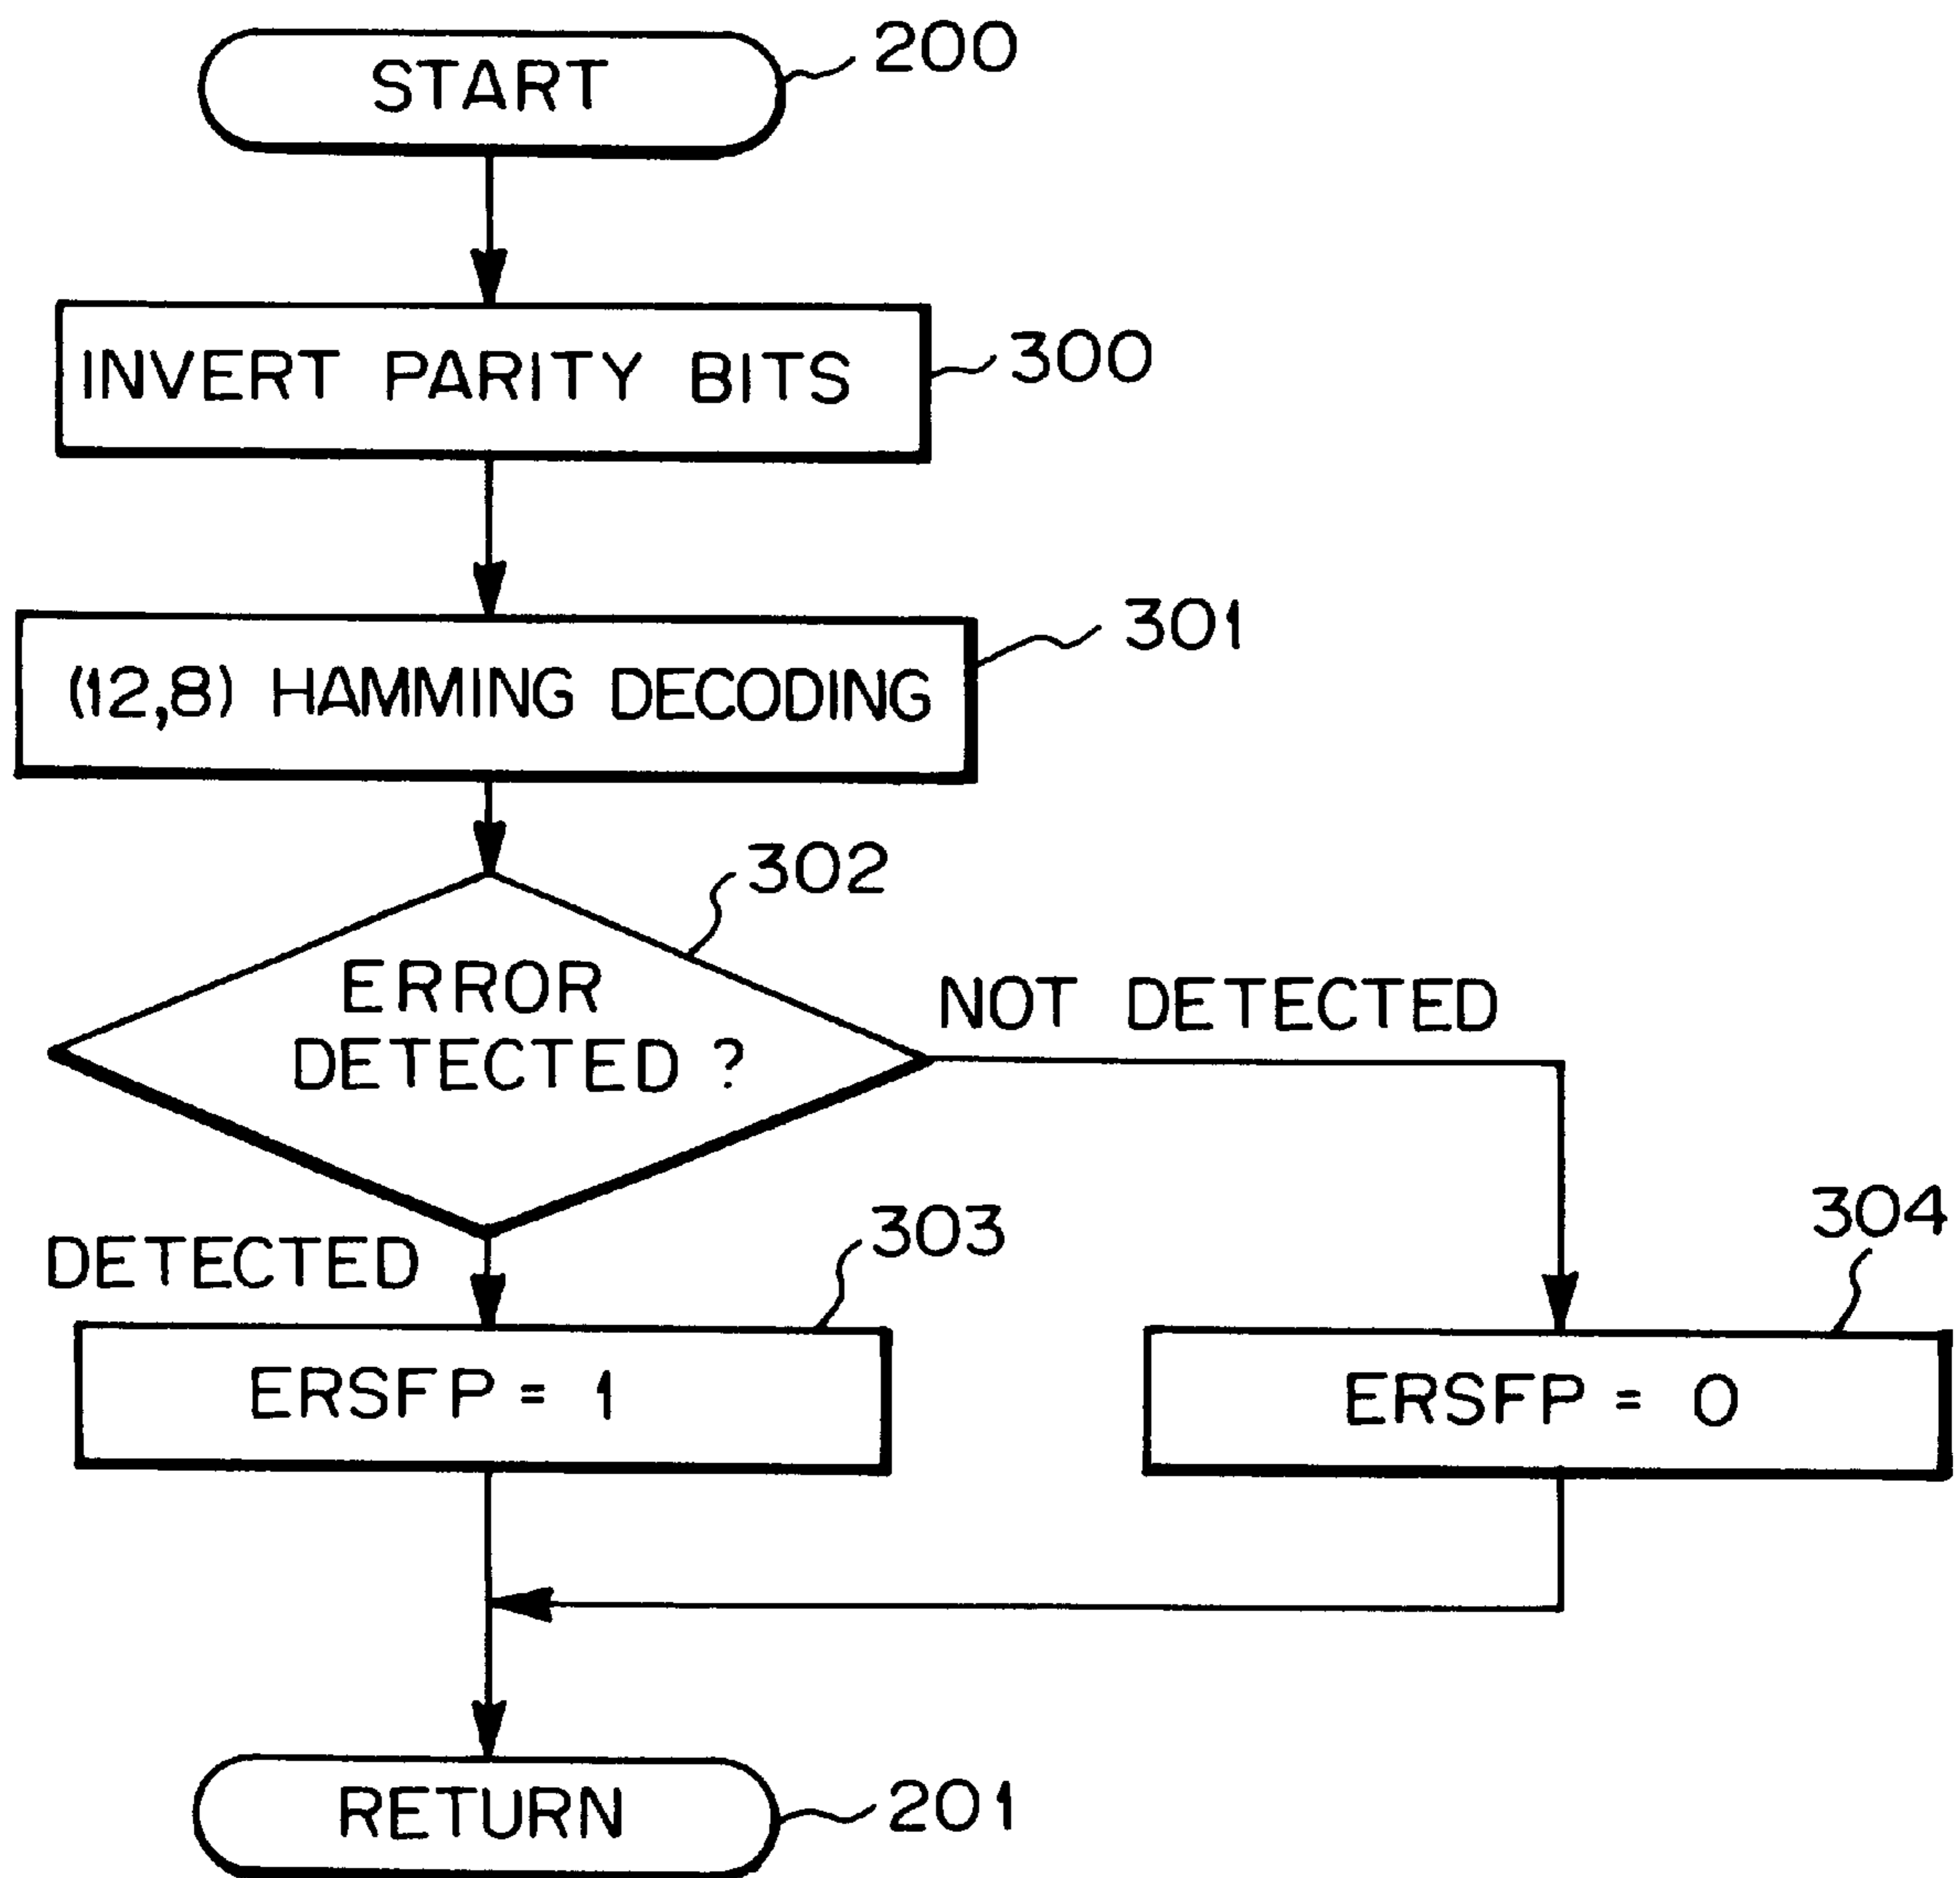 START
200
INVERT PARITY BITS
300
(12,8) HAMMING DECODING
301
302
ERROR
DETECTED ?
NOT DETECTED
DETECTED
303
304
ERSFP = 1
ERSFP = 0
RETURN
201